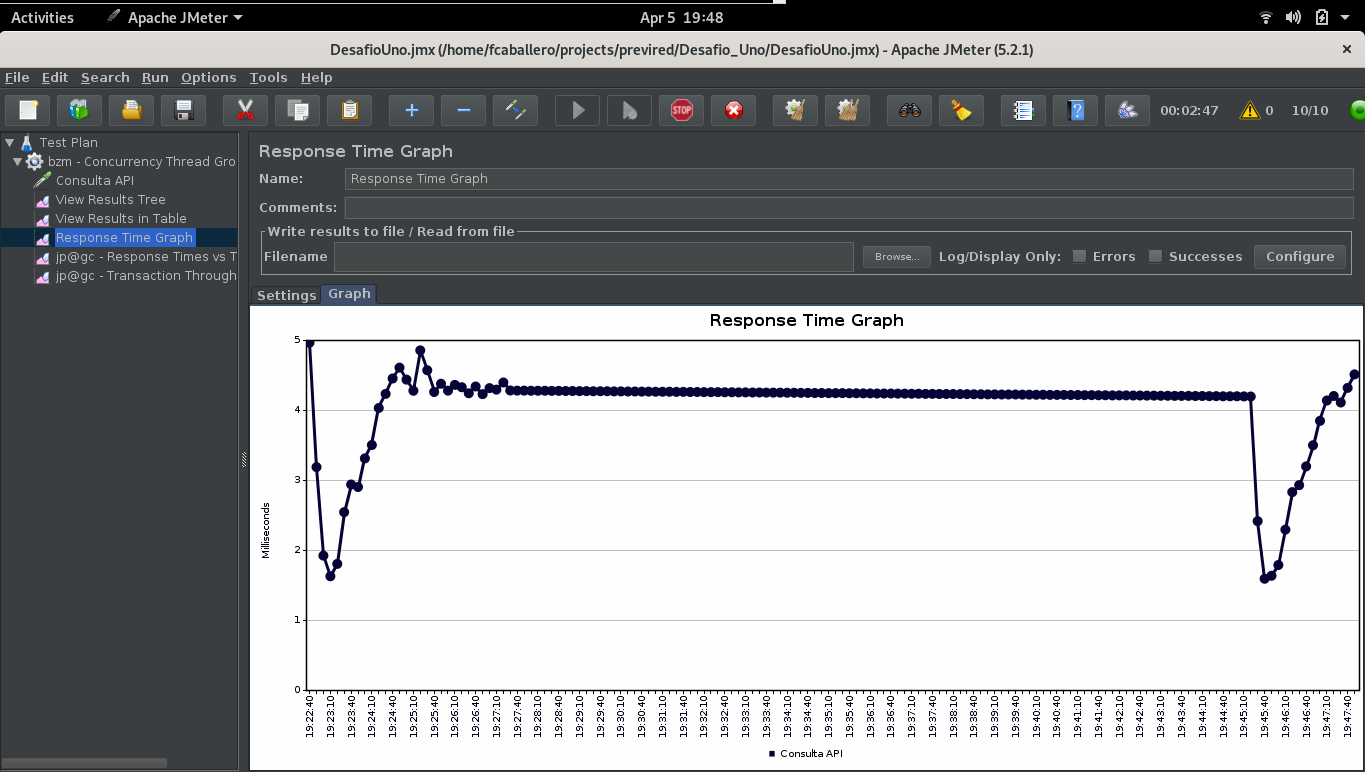 Activities Apache JMeter Apr 5 19:48
DesafioUno.jmx (/home/fcaballero/projects/previred/Desafio_Uno/DesafioUno.jmx) - Apache JMeter (5.2.1)
File Edit Search Run Options Tools Help
STOP 00:02:47 0 10/10
Test Plan
bzm - Concurrency Thread Gro
Consulta API
View Results Tree
View Results in Table
Response Time Graph
jp@gc - Response Times vs T
jp@gc - Transaction Through
Response Time Graph
Name: Response Time Graph
Comments:
Write results to file / Read from file
Filename Browse... Log/Display Only: Errors Successes Configure
Settings Graph
Response Time Graph
Milliseconds
5
4
3
2
1
0
19:22:40 19:23:10 19:23:40 19:24:10 19:24:40 19:25:10 19:25:40 19:26:10 19:26:40 19:27:10 19:27:40 19:28:10 19:28:40 19:29:10 19:29:40 19:30:10 19:30:40 19:31:10 19:31:40 19:32:10 19:32:40 19:33:10 19:33:40 19:34:10 19:34:40 19:35:10 19:35:40 19:36:10 19:36:40 19:37:10 19:37:40 19:38:10 19:38:40 19:39:10 19:39:40 19:40:10 19:40:40 19:41:10 19:41:40 19:42:10 19:42:40 19:43:10 19:43:40 19:44:10 19:44:40 19:45:10 19:45:40 19:46:10 19:46:40 19:47:10 19:47:40
Consulta API